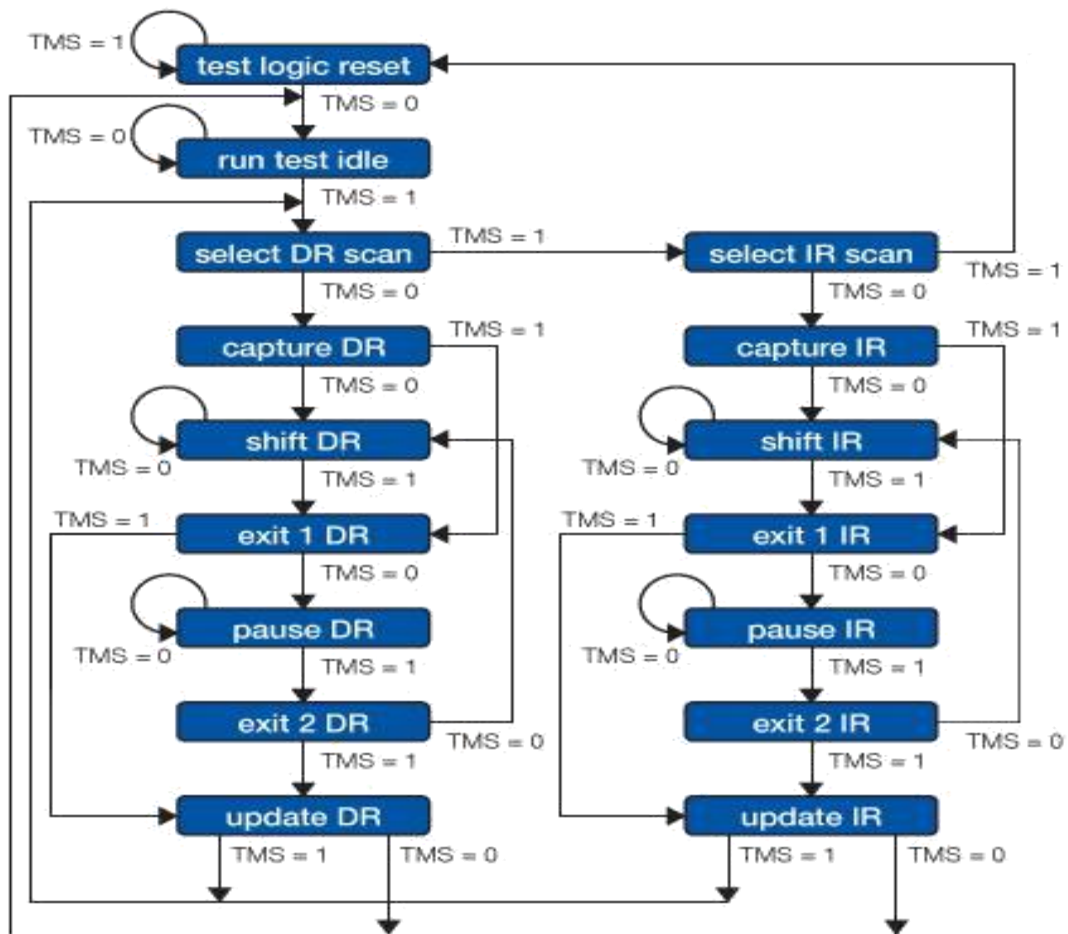 TMS = 1
test logic reset
TMS = 0
TMS = 0
run test idle
TMS = 1
select DR scan
TMS = 1
select IR scan
TMS = 1
TMS = 0
TMS = 0
capture DR
TMS = 1
capture IR
TMS = 1
TMS = 0
TMS = 0
shift DR
shift IR
TMS = 0
TMS = 1
TMS = 0
TMS = 1
TMS = 1
exit 1 DR
TMS = 1
exit 1 IR
TMS = 0
TMS = 0
pause DR
pause IR
TMS = 0
TMS = 1
TMS = 0
TMS = 1
exit 2 DR
TMS = 0
exit 2 IR
TMS = 0
TMS = 1
TMS = 1
update DR
update IR
TMS = 1
TMS = 0
TMS = 1
TMS = 0